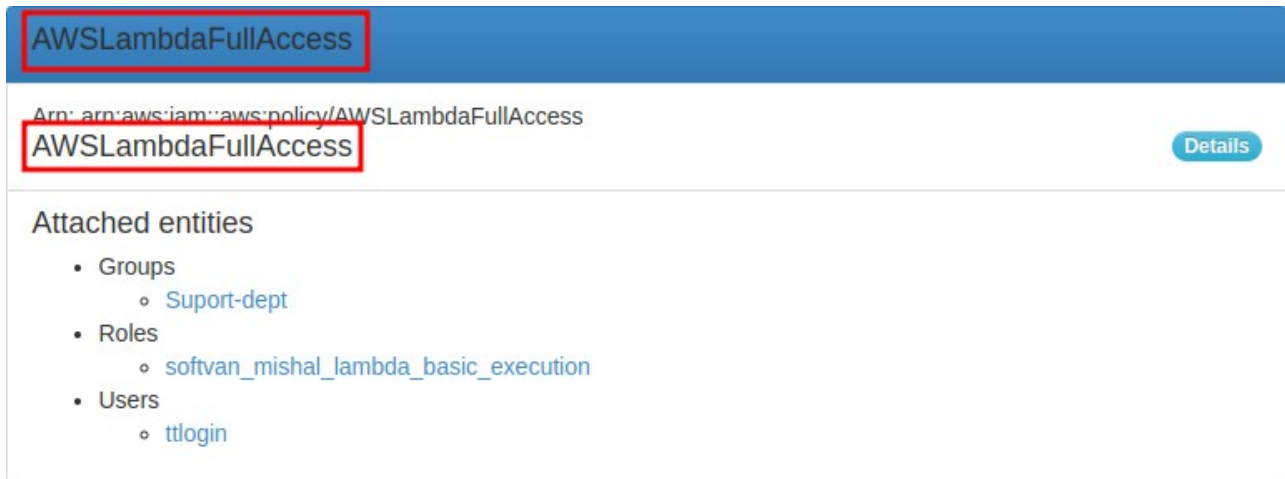 AWSLambdaFullAccess
Arn: arn:aws:iam::aws:policy/AWSLambdaFullAccess
AWSLambdaFullAccess
Details
Attached entities
Groups
Suport-dept
Roles
softvan_mishal_lambda_basic_execution
Users
ttlogin